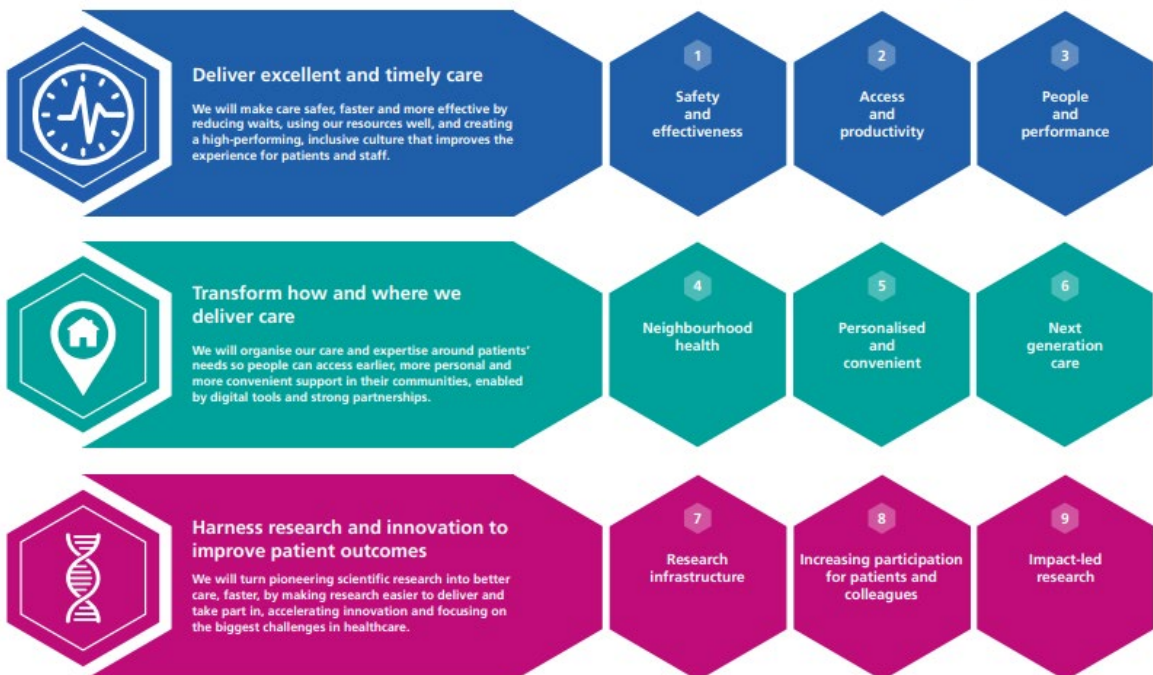 Deliver excellent and timely care
We will make care safer, faster and more effective by
reducing waits, using our resources well, and creating
a high-performing, inclusive culture that improves the
experience for patients and staff.
1
Safety
and
effectiveness
2
Access
and
productivity
3
People
and
performance
Transform how and where we
deliver care
We will organise our care and expertise around patients’
needs so people can access earlier, more personal and
more convenient support in their communities, enabled
by digital tools and strong partnerships.
4
Neighbourhood
health
5
Personalised
and
convenient
6
Next
generation
care
Harness research and innovation to
improve patient outcomes
We will turn pioneering scientific research into better
care, faster, by making research easier to deliver and
take part in, accelerating innovation and focusing on
the biggest challenges in healthcare.
7
Research
infrastructure
8
Increasing participation
for patients and
colleagues
9
Impact-led
research